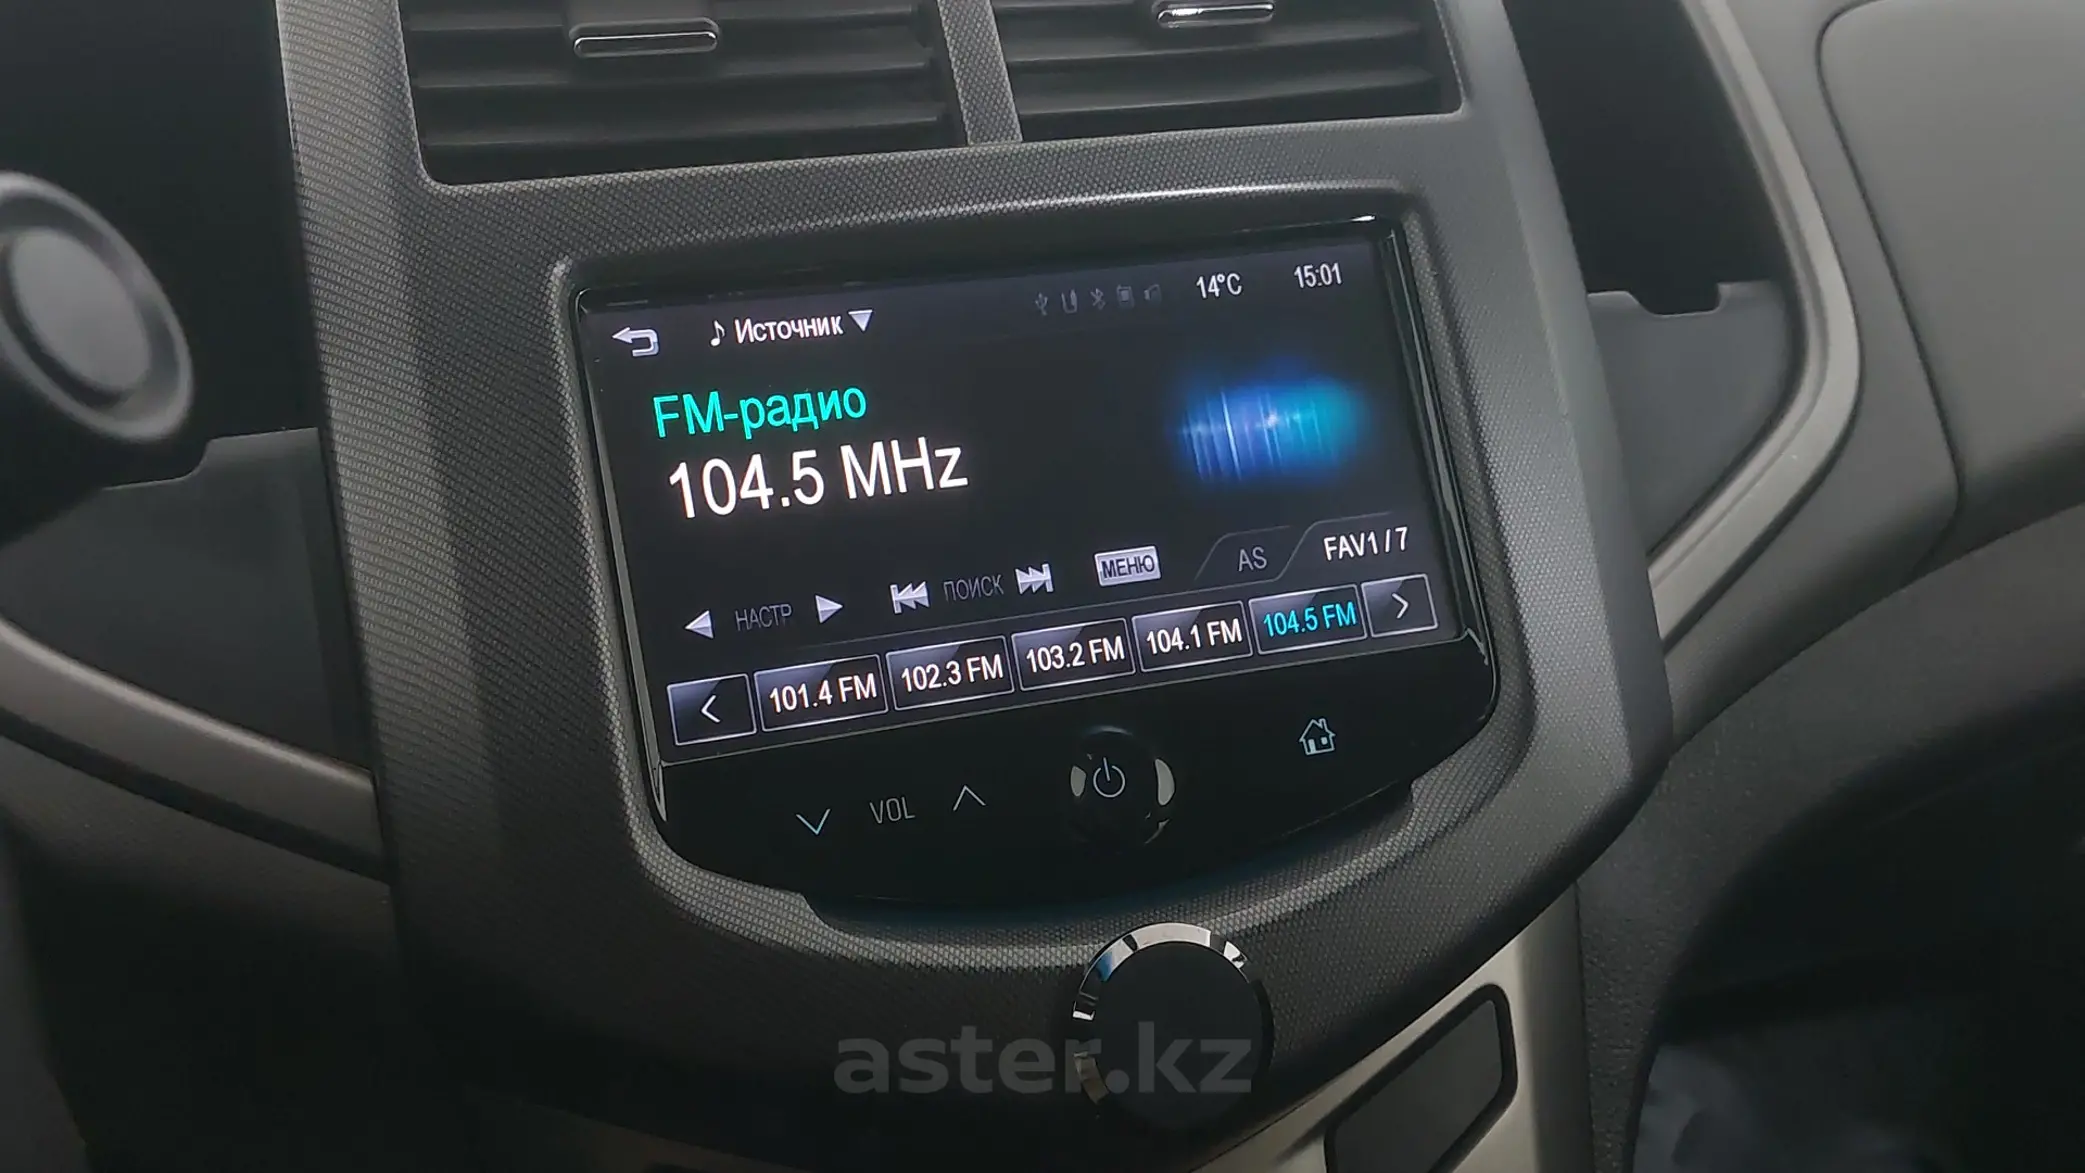 14°C 15:01
Источник
FM-радио
104.5 MHz
НАСТР ПОИСК МЕНЮ AS FAV1 / 7
101.4 FM 102.3 FM 103.2 FM 104.1 FM 104.5 FM
VOL
aster.kz